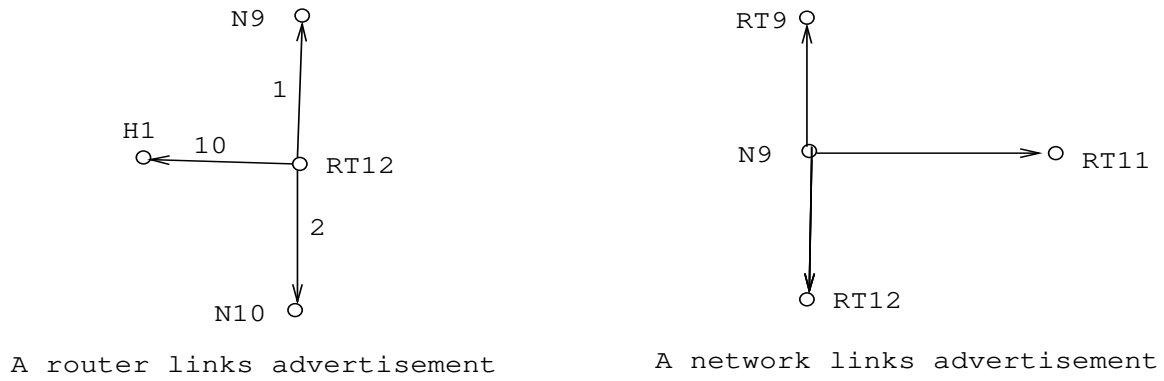 N9
1
H1
10
RT12
2
N10
A router links advertisement
RT9
N9
RT11
RT12
A network links advertisement